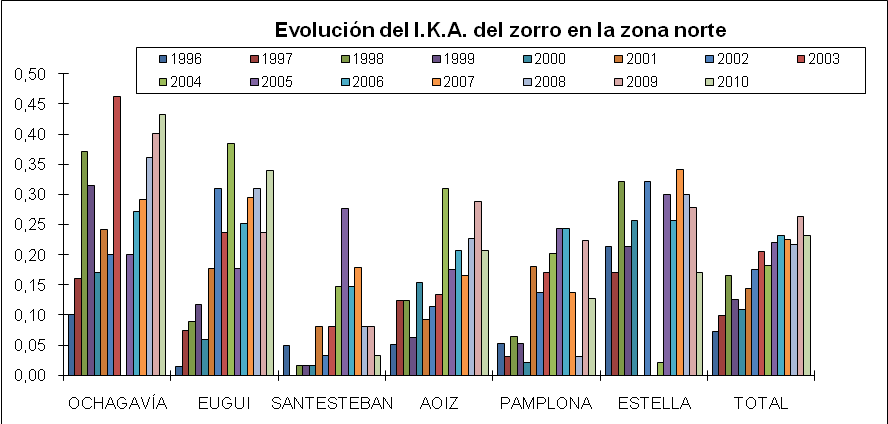 Evolución del I.K.A. del zorro en la zona norte
1996 1997 1998 1999 2000 2001 2002 2003
2004 2005 2006 2007 2008 2009 2010
0,50
0,45
0,40
0,35
0,30
0,25
0,20
0,15
0,10
0,05
0,00
OCHAGAVÍA EUGUI SANTESTEBAN AOIZ PAMPLONA ESTELLA TOTAL